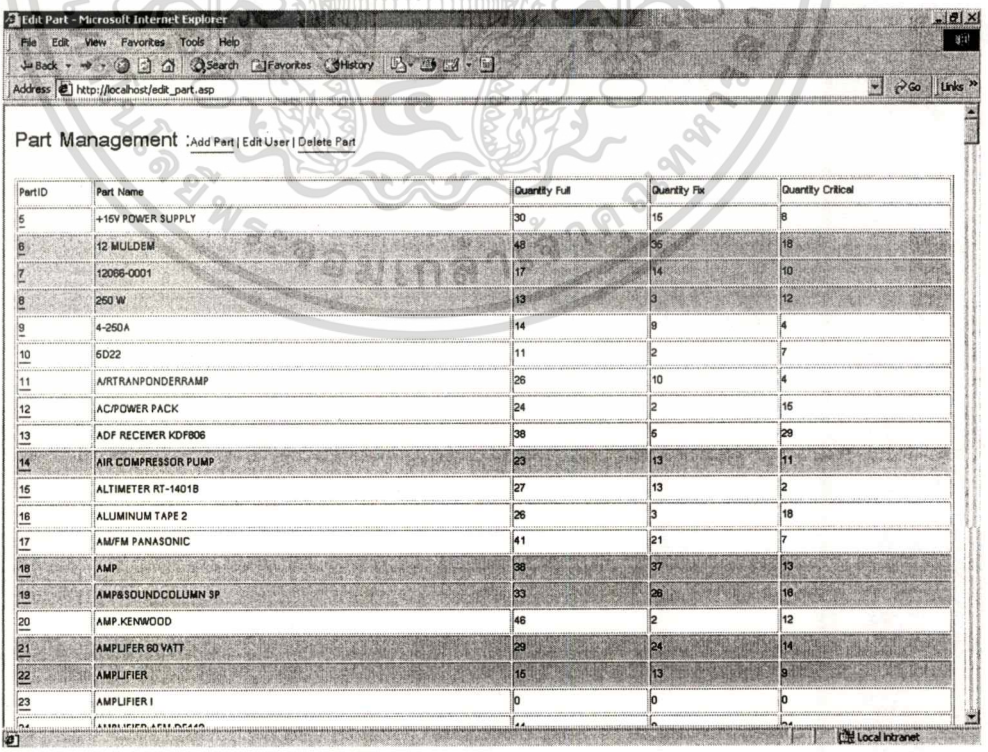 Edit Part - Microsoft Internet Explorer
File Edit View Favorites Tools Help
Back Search Favorites History
Address http://localhost/edit_part.asp Go Links »
Part Management : Add Part | Edit User | Delete Part
PartID Part Name Quantity Full Quantity Fix Quantity Critical
5 +15V POWER SUPPLY 30 15 8
6 12 MULDEM 48 35 18
7 12066-0001 17 14 10
8 250 W 13 3 12
9 4-250A 14 9 4
10 5D22 11 2 7
11 A/RTRANPONDERRAMP 26 10 4
12 AC/POWER PACK 24 2 15
13 ADF RECEIVER KDF806 38 5 29
14 AIR COMPRESSOR PUMP 23 13 11
15 ALTIMETER RT-1401B 27 13 2
16 ALUMINUM TAPE 2 26 3 18
17 AM/FM PANASONIC 41 21 7
18 AMP 38 37 13
19 AMP&SOUNDCOLUMN SP 33 26 16
20 AMP.KENWOOD 46 2 12
21 AMPLIFER 60 VATT 29 24 14
22 AMPLIFIER 15 13 9
23 AMPLIFIER I 0 0 0
Local intranet